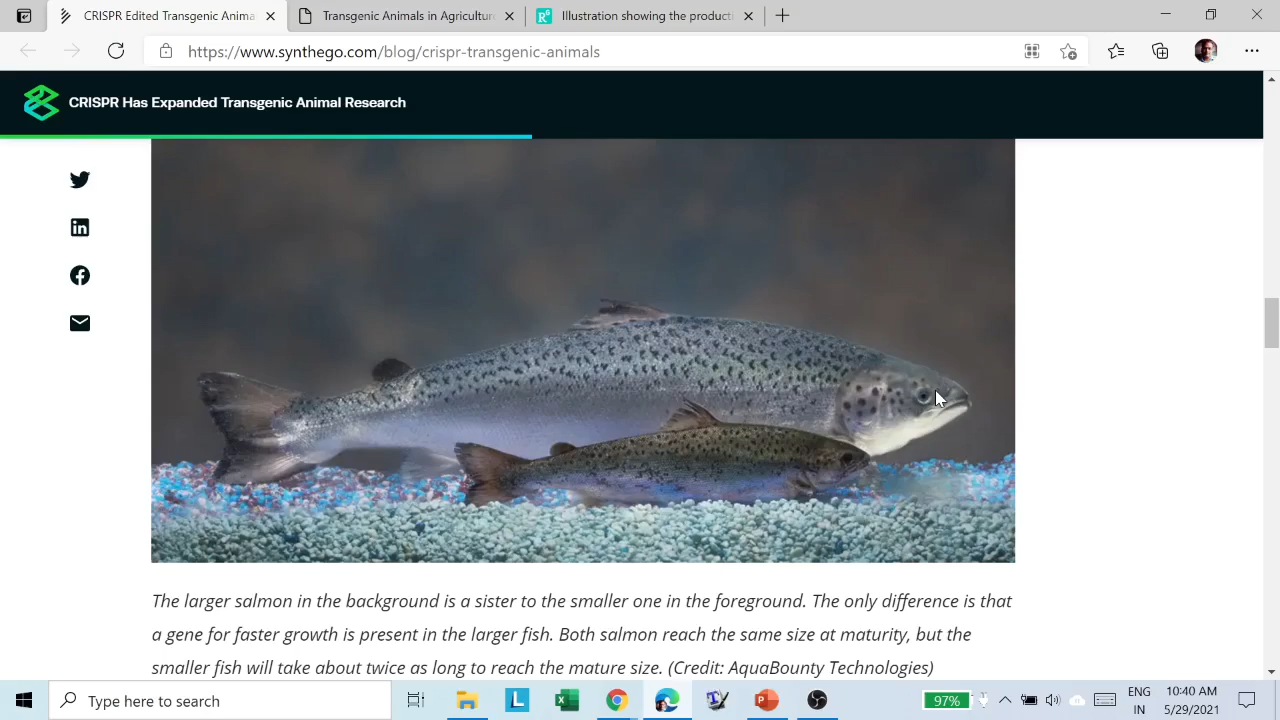 CRISPR Has Expanded Transgenic A
Transgenic Animals in Agriculture
Illustration showing the producti
https://www.synthego.com/blog/crispr-transgenic-animals
CRISPR Has Expanded Transgenic Animal Research
The larger salmon in the background is a sister to the smaller one in the foreground. The only difference is that
a gene for faster growth is present in the larger fish. Both salmon reach the same size at maturity, but the
smaller fish will take about twice as long to reach the mature size. (Credit: AquaBounty Technologies)
Type here to search
97%
ENG
IN
10:40 AM
5/29/2021